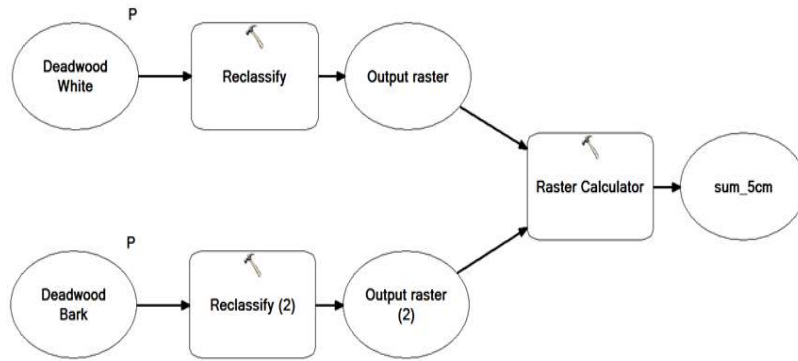 P
Deadwood
White
Reclassify
Output raster
Raster Calculator
sum_5cm
P
Deadwood
Bark
Reclassify (2)
Output raster
(2)